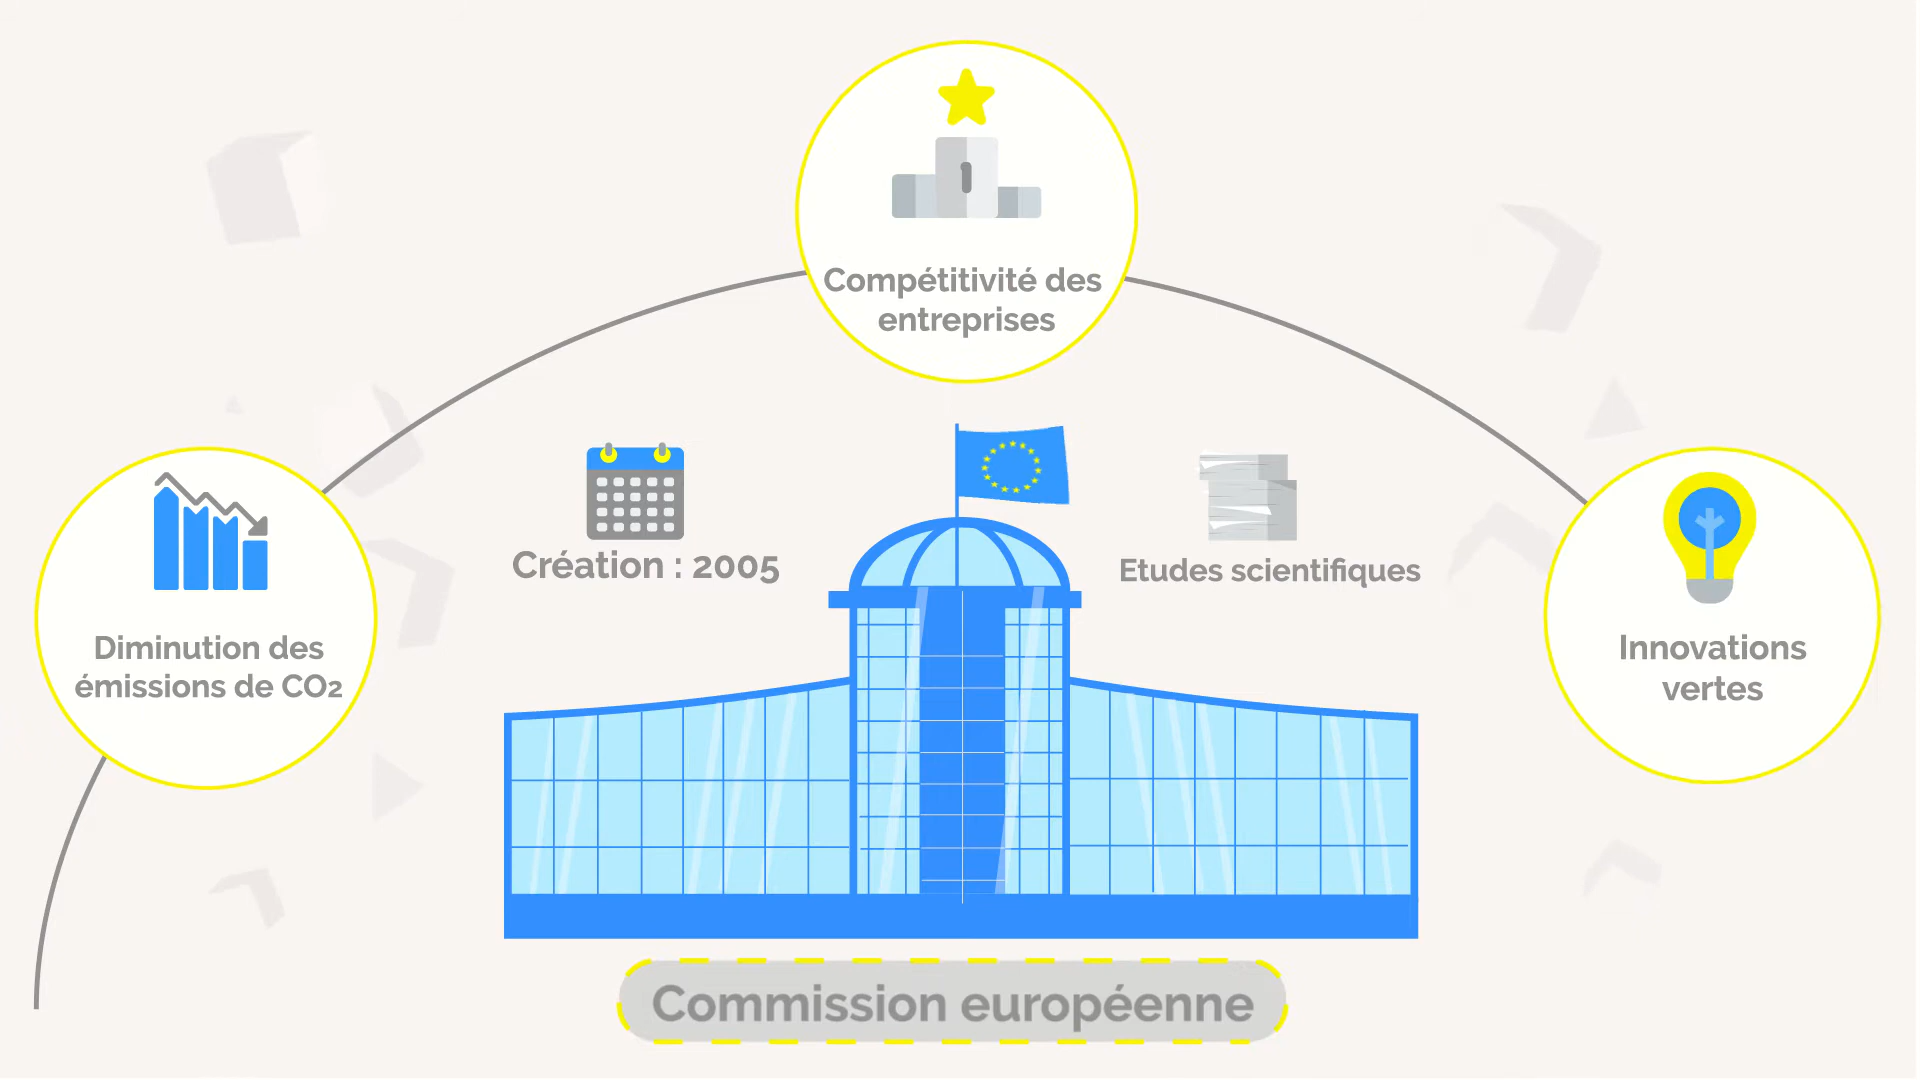 Compétitivité des
entreprises
Création : 2005
Etudes scientifiques
Diminution des
émissions de CO2
Innovations
vertes
Commission européenne